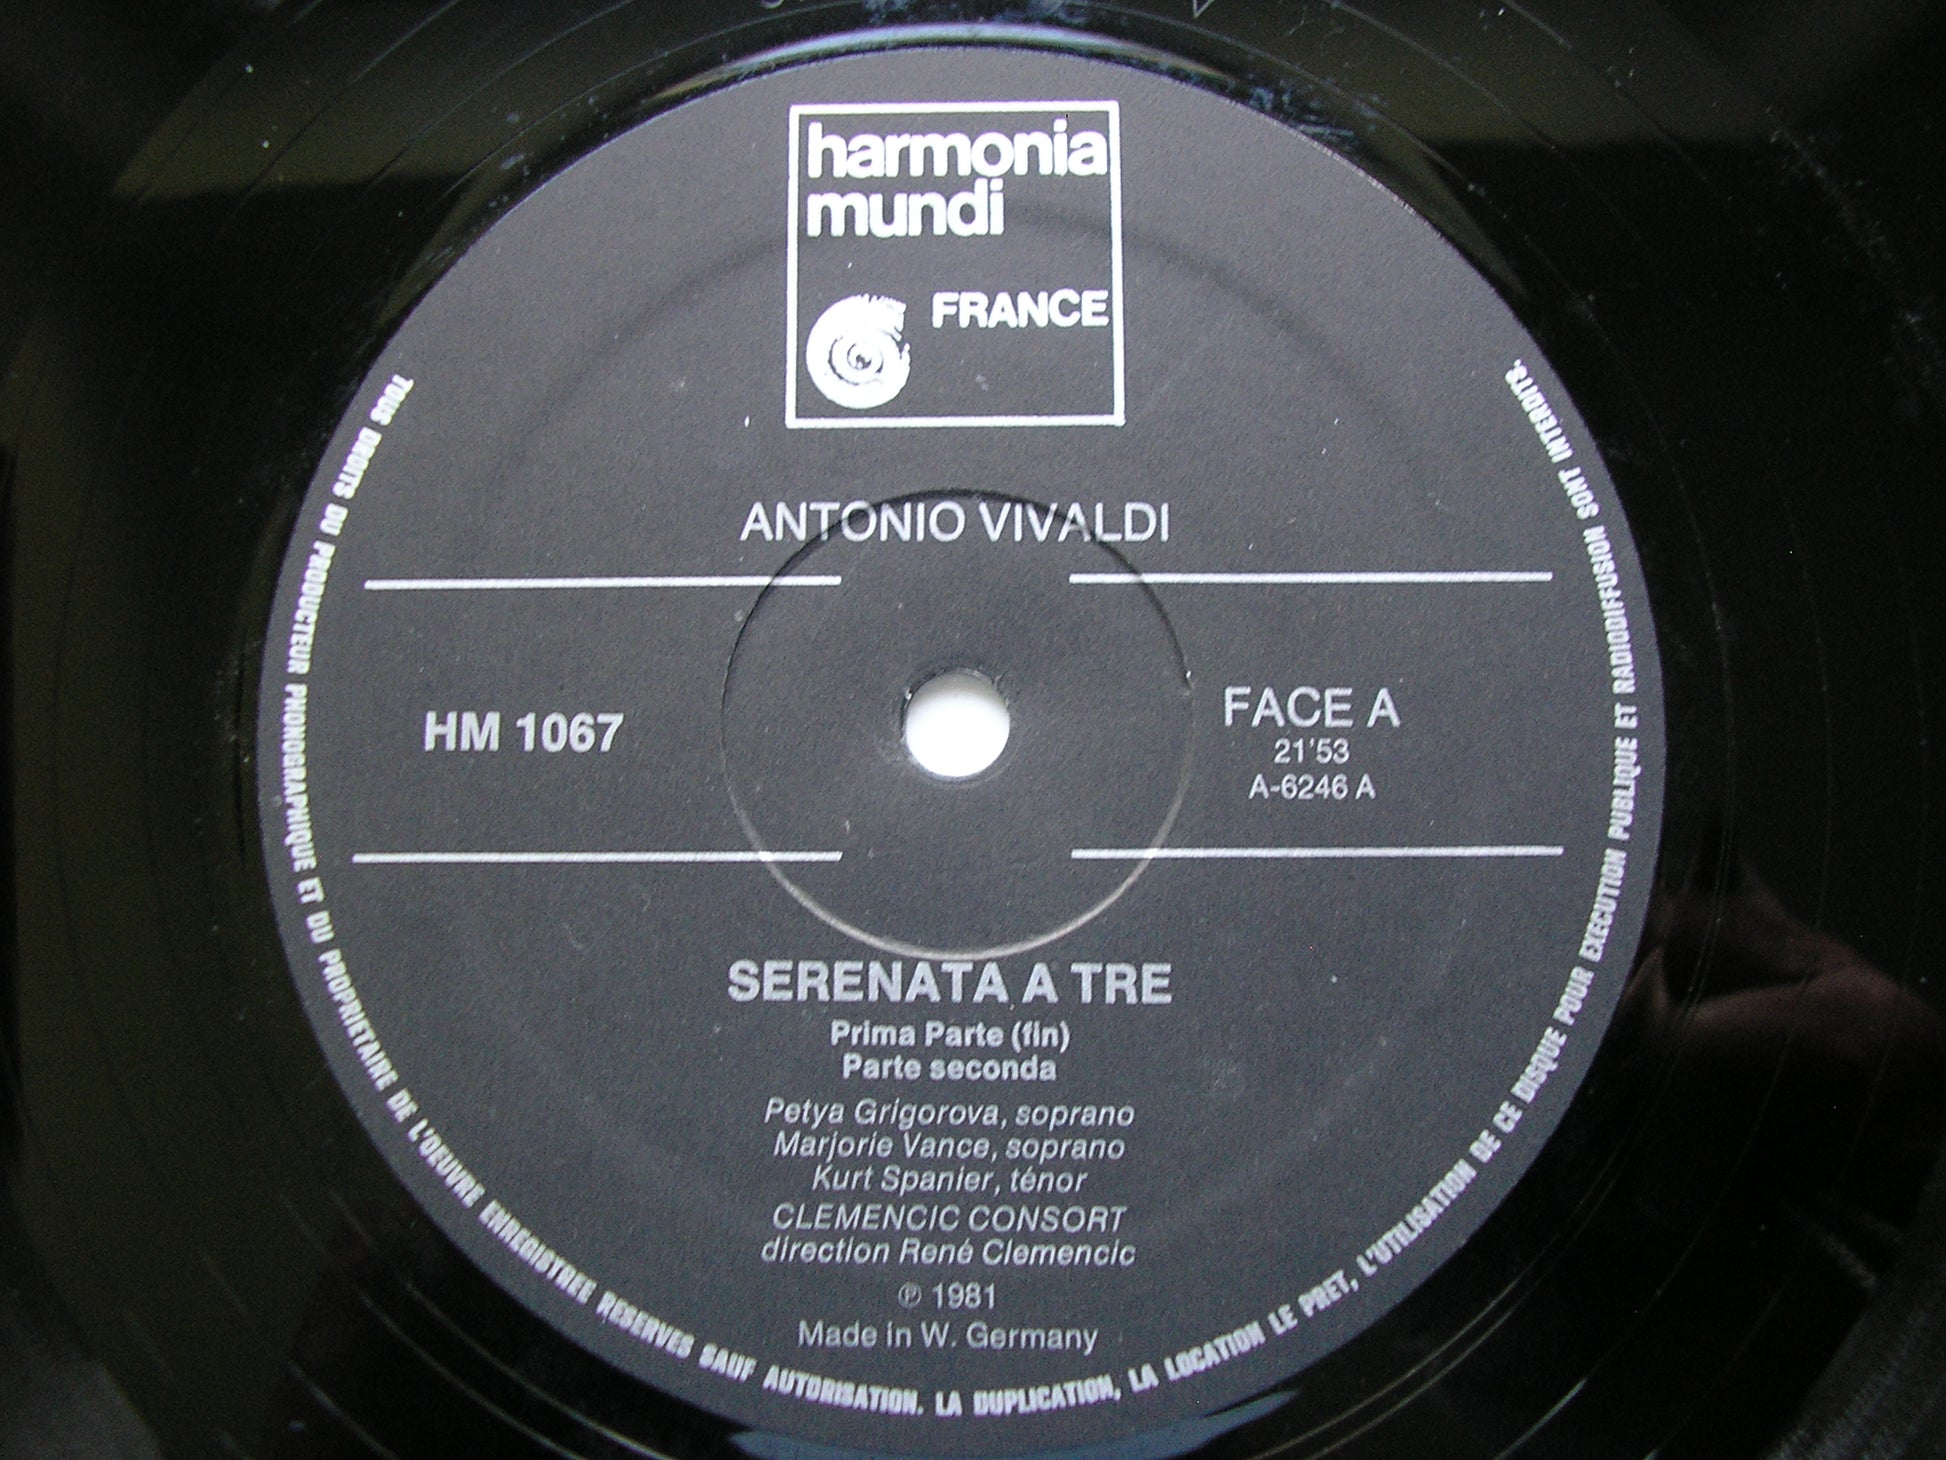 harmonia
mundi
FRANCE
ANTONIO VIVALDI
HM 1067
FACE A
21'53
A-6246 A
SERENATA A TRE
Prima Parte (fin)
Parte seconda
Petya Grigorova, soprano
Marjorie Vance, soprano
Kurt Spanier, ténor
CLEMENCIC CONSORT
direction René Clemencic
℗ 1981
Made in W. Germany
TOUS DROITS DU PRODUCTEUR PHONOGRAPHIQUE ET DU PROPRIETAIRE DE L'OEUVRE ENREGISTREE RESERVES SAUF AUTORISATION. LA DUPLICATION, LA LOCATION LE PRET, L'UTILISATION DE CE DISQUE POUR EXECUTION PUBLIQUE ET RADIODIFFUSION SONT INTERDITS.